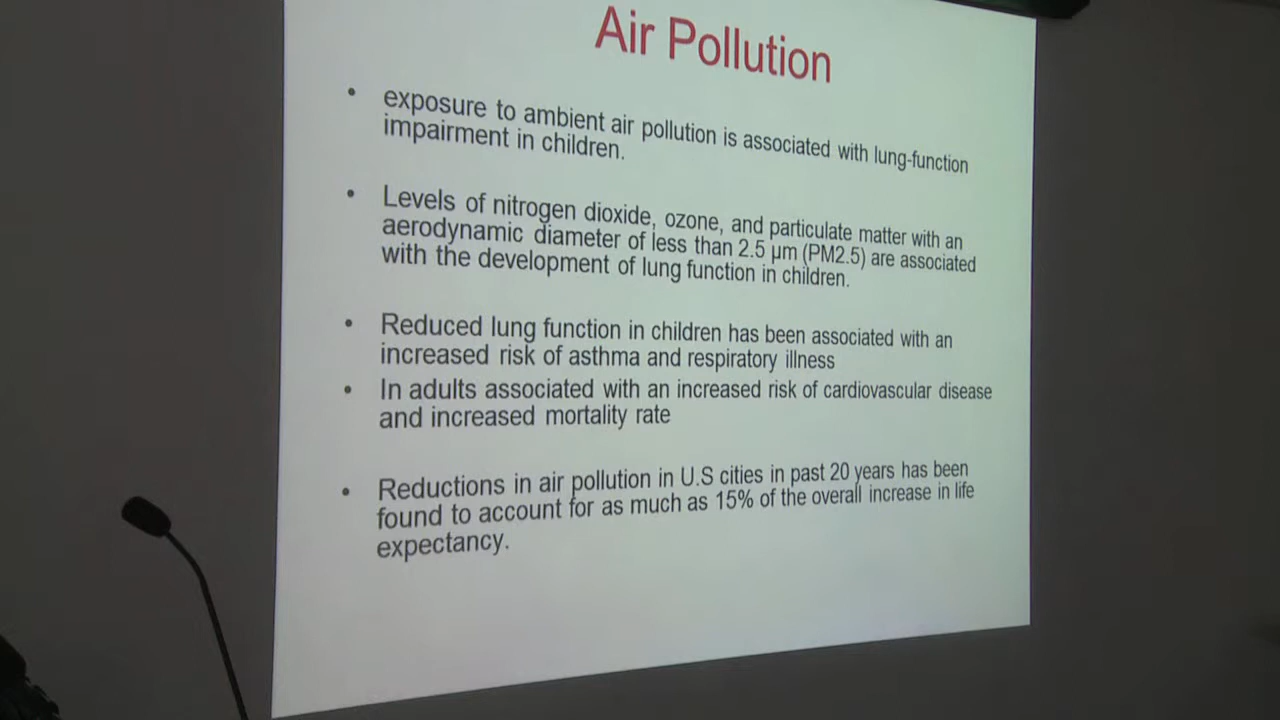 Air Pollution
• exposure to ambient air pollution is associated with lung-function
impairment in children.
• Levels of nitrogen dioxide, ozone, and particulate matter with an
aerodynamic diameter of less than 2.5 µm (PM2.5) are associated
with the development of lung function in children.
• Reduced lung function in children has been associated with an
increased risk of asthma and respiratory illness
• In adults associated with an increased risk of cardiovascular disease
and increased mortality rate
• Reductions in air pollution in U.S cities in past 20 years has been
found to account for as much as 15% of the overall increase in life
expectancy.